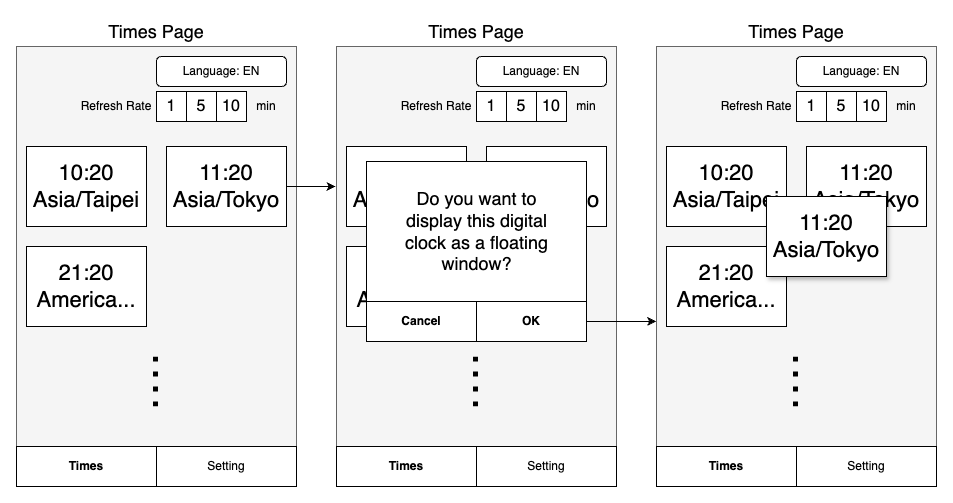 Times Page
Language: EN
Refresh Rate 1 5 10 min
10:20
Asia/Taipei
11:20
Asia/Tokyo
21:20
America...
Times
Setting
Times Page
Language: EN
Refresh Rate 1 5 10 min
Do you want to
display this digital
clock as a floating
window?
Cancel
OK
Times
Setting
Times Page
Language: EN
Refresh Rate 1 5 10 min
10:20
Asia/Taipei
11:20
Asia/Tokyo
11:20
Asia/Tokyo
21:20
America...
Times
Setting